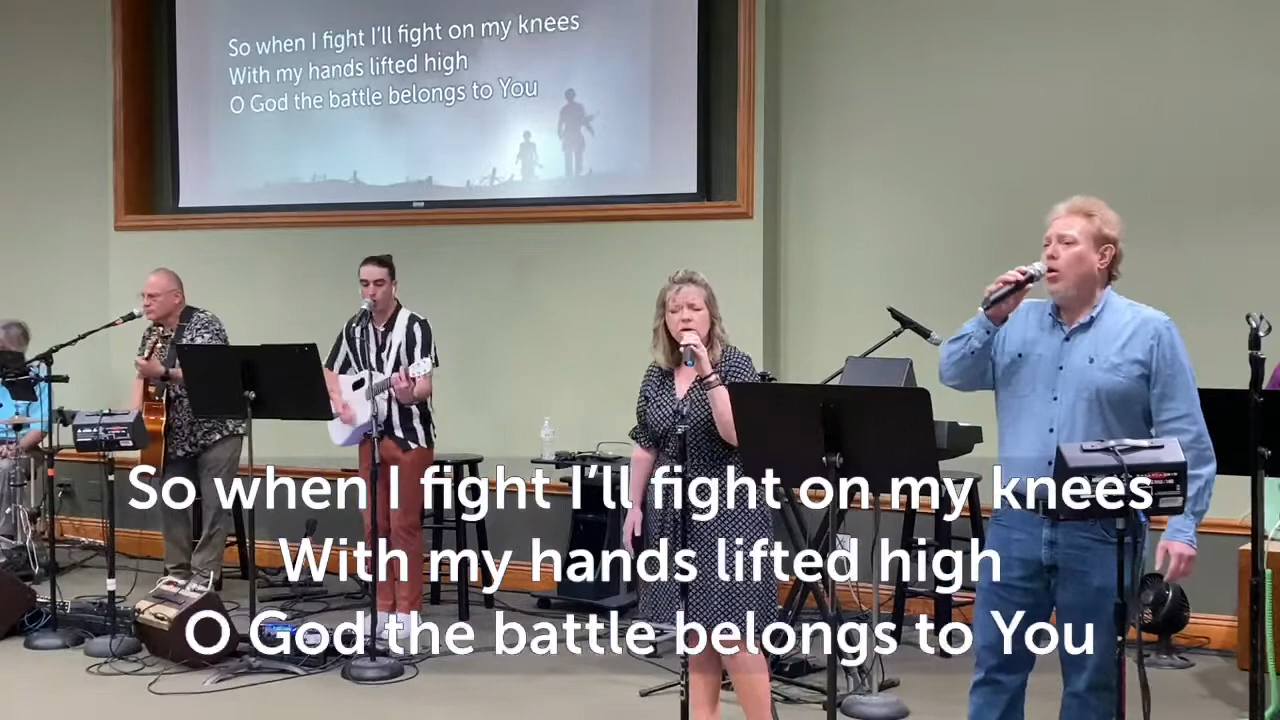 So when I fight I'll fight on my knees
With my hands lifted high
O God the battle belongs to You
So when I fight I'll fight on my knees
With my hands lifted high
O God the battle belongs to You